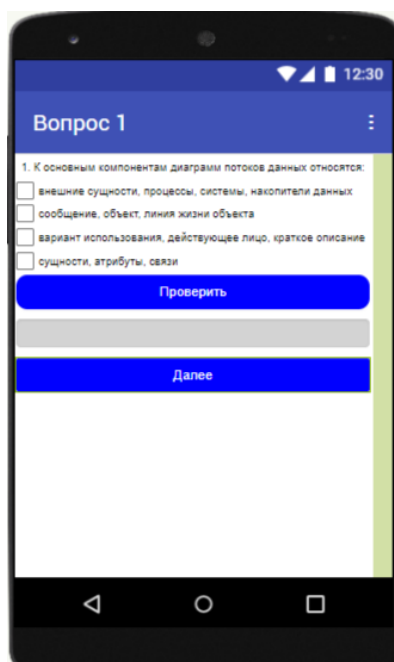 12:30
Вопрос 1
1. К основным компонентам диаграмм потоков данных относятся:
внешние сущности, процессы, системы, накопители данных
сообщение, объект, линия жизни объекта
вариант использования, действующее лицо, краткое описание
сущности, атрибуты, связи
Проверить
Далее